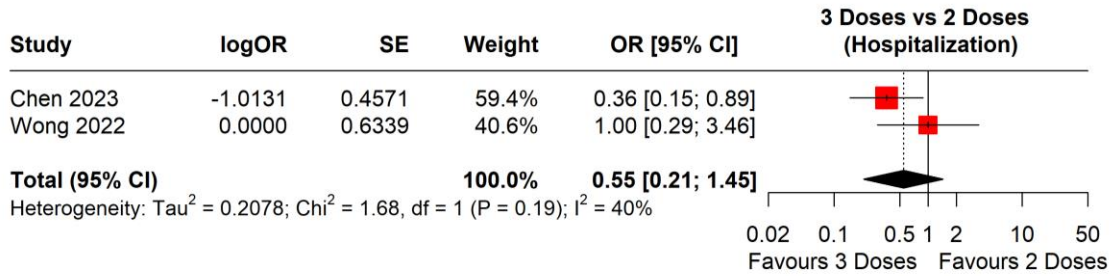 3 Doses vs 2 Doses
Study logOR SE Weight OR [95% CI] (Hospitalization)
Chen 2023 -1.0131 0.4571 59.4% 0.36 [0.15; 0.89]
Wong 2022 0.0000 0.6339 40.6% 1.00 [0.29; 3.46]
Total (95% CI) 100.0% 0.55 [0.21; 1.45]
Heterogeneity: Tau² = 0.2078; Chi² = 1.68, df = 1 (P = 0.19); I² = 40%
0.02 0.1 0.5 1 2 10 50
Favours 3 Doses Favours 2 Doses